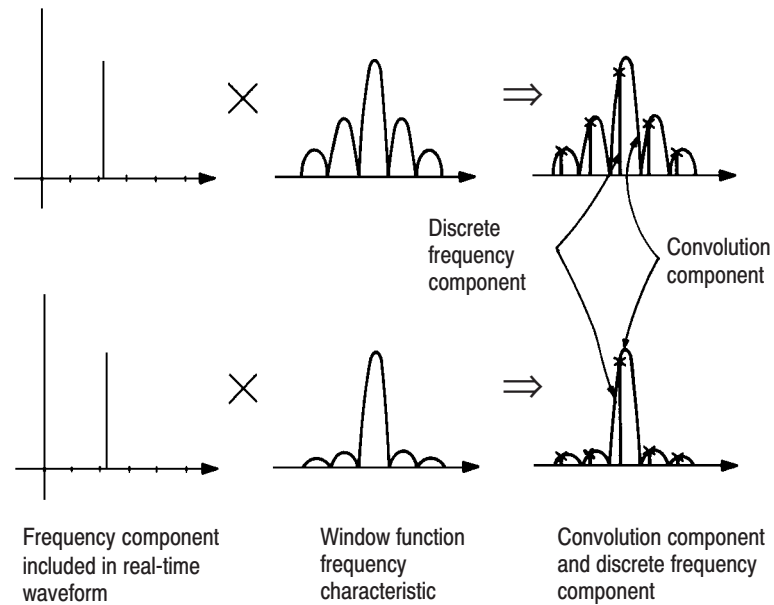 Discrete
frequency
component
Convolution
component
Frequency component
included in real-time
waveform
Window function
frequency
characteristic
Convolution component
and discrete frequency
component